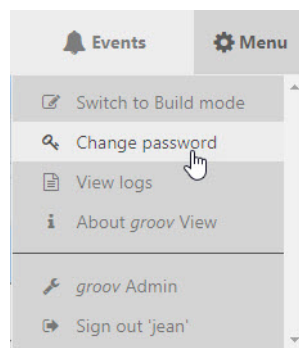 Events Menu
Switch to Build mode
Change password
View logs
About groov View
groov Admin
Sign out 'jean'